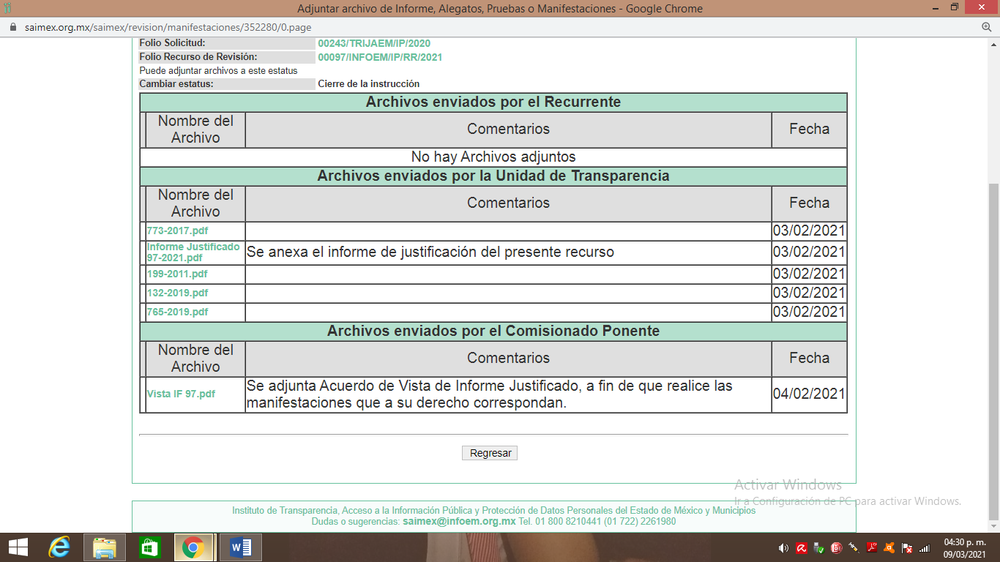 Adjuntar archivo de Informe, Alegatos, Pruebas o Manifestaciones - Google Chrome
saimex.org.mx/saimex/revision/manifestaciones/352280/0.page
Folio Solicitud: 00243/TRIJAEM/IP/2020
Folio Recurso de Revisión: 00097/INFOEM/IP/RR/2021
Puede adjuntar archivos a este estatus
Cambiar estatus: Cierre de la instrucción
Archivos enviados por el Recurrente
Nombre del Archivo Comentarios Fecha
No hay Archivos adjuntos
Archivos enviados por la Unidad de Transparencia
Nombre del Archivo Comentarios Fecha
773-2017.pdf 03/02/2021
Informe Justificado 97-2021.pdf Se anexa el informe de justificación del presente recurso 03/02/2021
199-2011.pdf 03/02/2021
132-2019.pdf 03/02/2021
765-2019.pdf 03/02/2021
Archivos enviados por el Comisionado Ponente
Nombre del Archivo Comentarios Fecha
Vista IF 97.pdf Se adjunta Acuerdo de Vista de Informe Justificado, a fin de que realice las manifestaciones que a su derecho correspondan. 04/02/2021
Regresar
Activar Windows
Ir a Configuración de PC para activar Windows.
Instituto de Transparencia, Acceso a la Información Pública y Protección de Datos Personales del Estado de México y Municipios
Dudas o sugerencias: saimex@infoem.org.mx Tel. 01 800 8210441 (01 722) 2261980
04:30 p. m.
09/03/2021